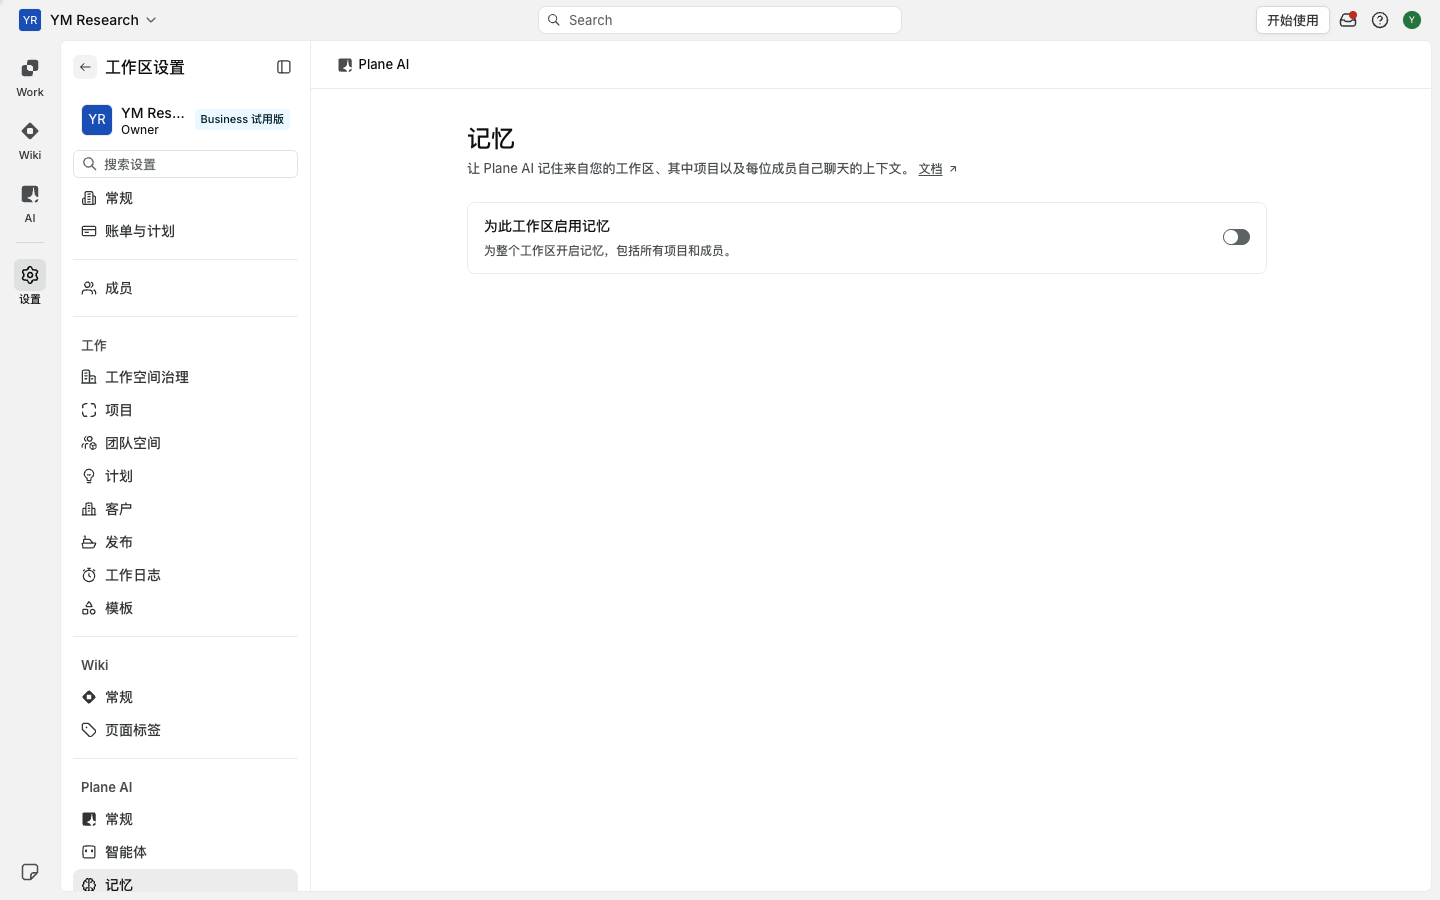 YR YM Research
Search
开始使用
Y
Work
Wiki
AI
设置
工作区设置
YR
YM Res...
Owner
Business 试用版
搜索设置
常规
账单与计划
成员
工作
工作空间治理
项目
团队空间
计划
客户
发布
工作日志
模板
Wiki
常规
页面标签
Plane AI
常规
智能体
记忆
Plane AI
记忆
让 Plane AI 记住来自您的工作区、其中项目以及每位成员自己聊天的上下文。 文档
为此工作区启用记忆
为整个工作区开启记忆，包括所有项目和成员。